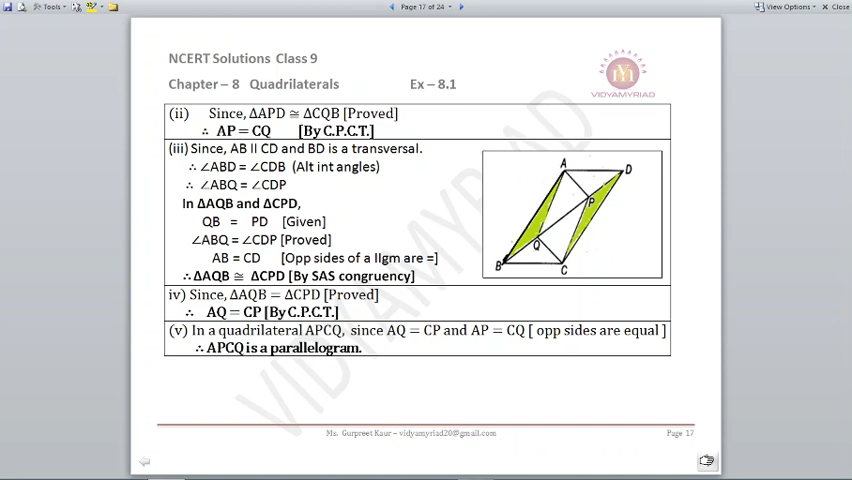 Tools
Page 17 of 24
View Options
Close
NCERT Solutions Class 9
Chapter – 8 Quadrilaterals Ex – 8.1
VIDYAMYRIAD
(ii) Since, ΔAPD ≅ ΔCQB [Proved]
∴ AP = CQ [By C.P.C.T.]
(iii) Since, AB II CD and BD is a transversal.
∴ ∠ABD = ∠CDB (Alt int angles)
∴ ∠ABQ = ∠CDP
In ΔAQB and ΔCPD,
QB = PD [Given]
∠ABQ = ∠CDP [Proved]
AB = CD [Opp sides of a IIgm are =]
∴ ΔAQB ≅ ΔCPD [By SAS congruency]
A
D
P
Q
B
C
iv) Since, ΔAQB = ΔCPD [Proved]
∴ AQ = CP [By C.P.C.T.]
(v) In a quadrilateral APCQ, since AQ = CP and AP = CQ [ opp sides are equal ]
∴ APCQ is a parallelogram.
VIDYAMYRIAD
Ms. Gurpreet Kaur – vidyamyriad20@gmail.com Page 17